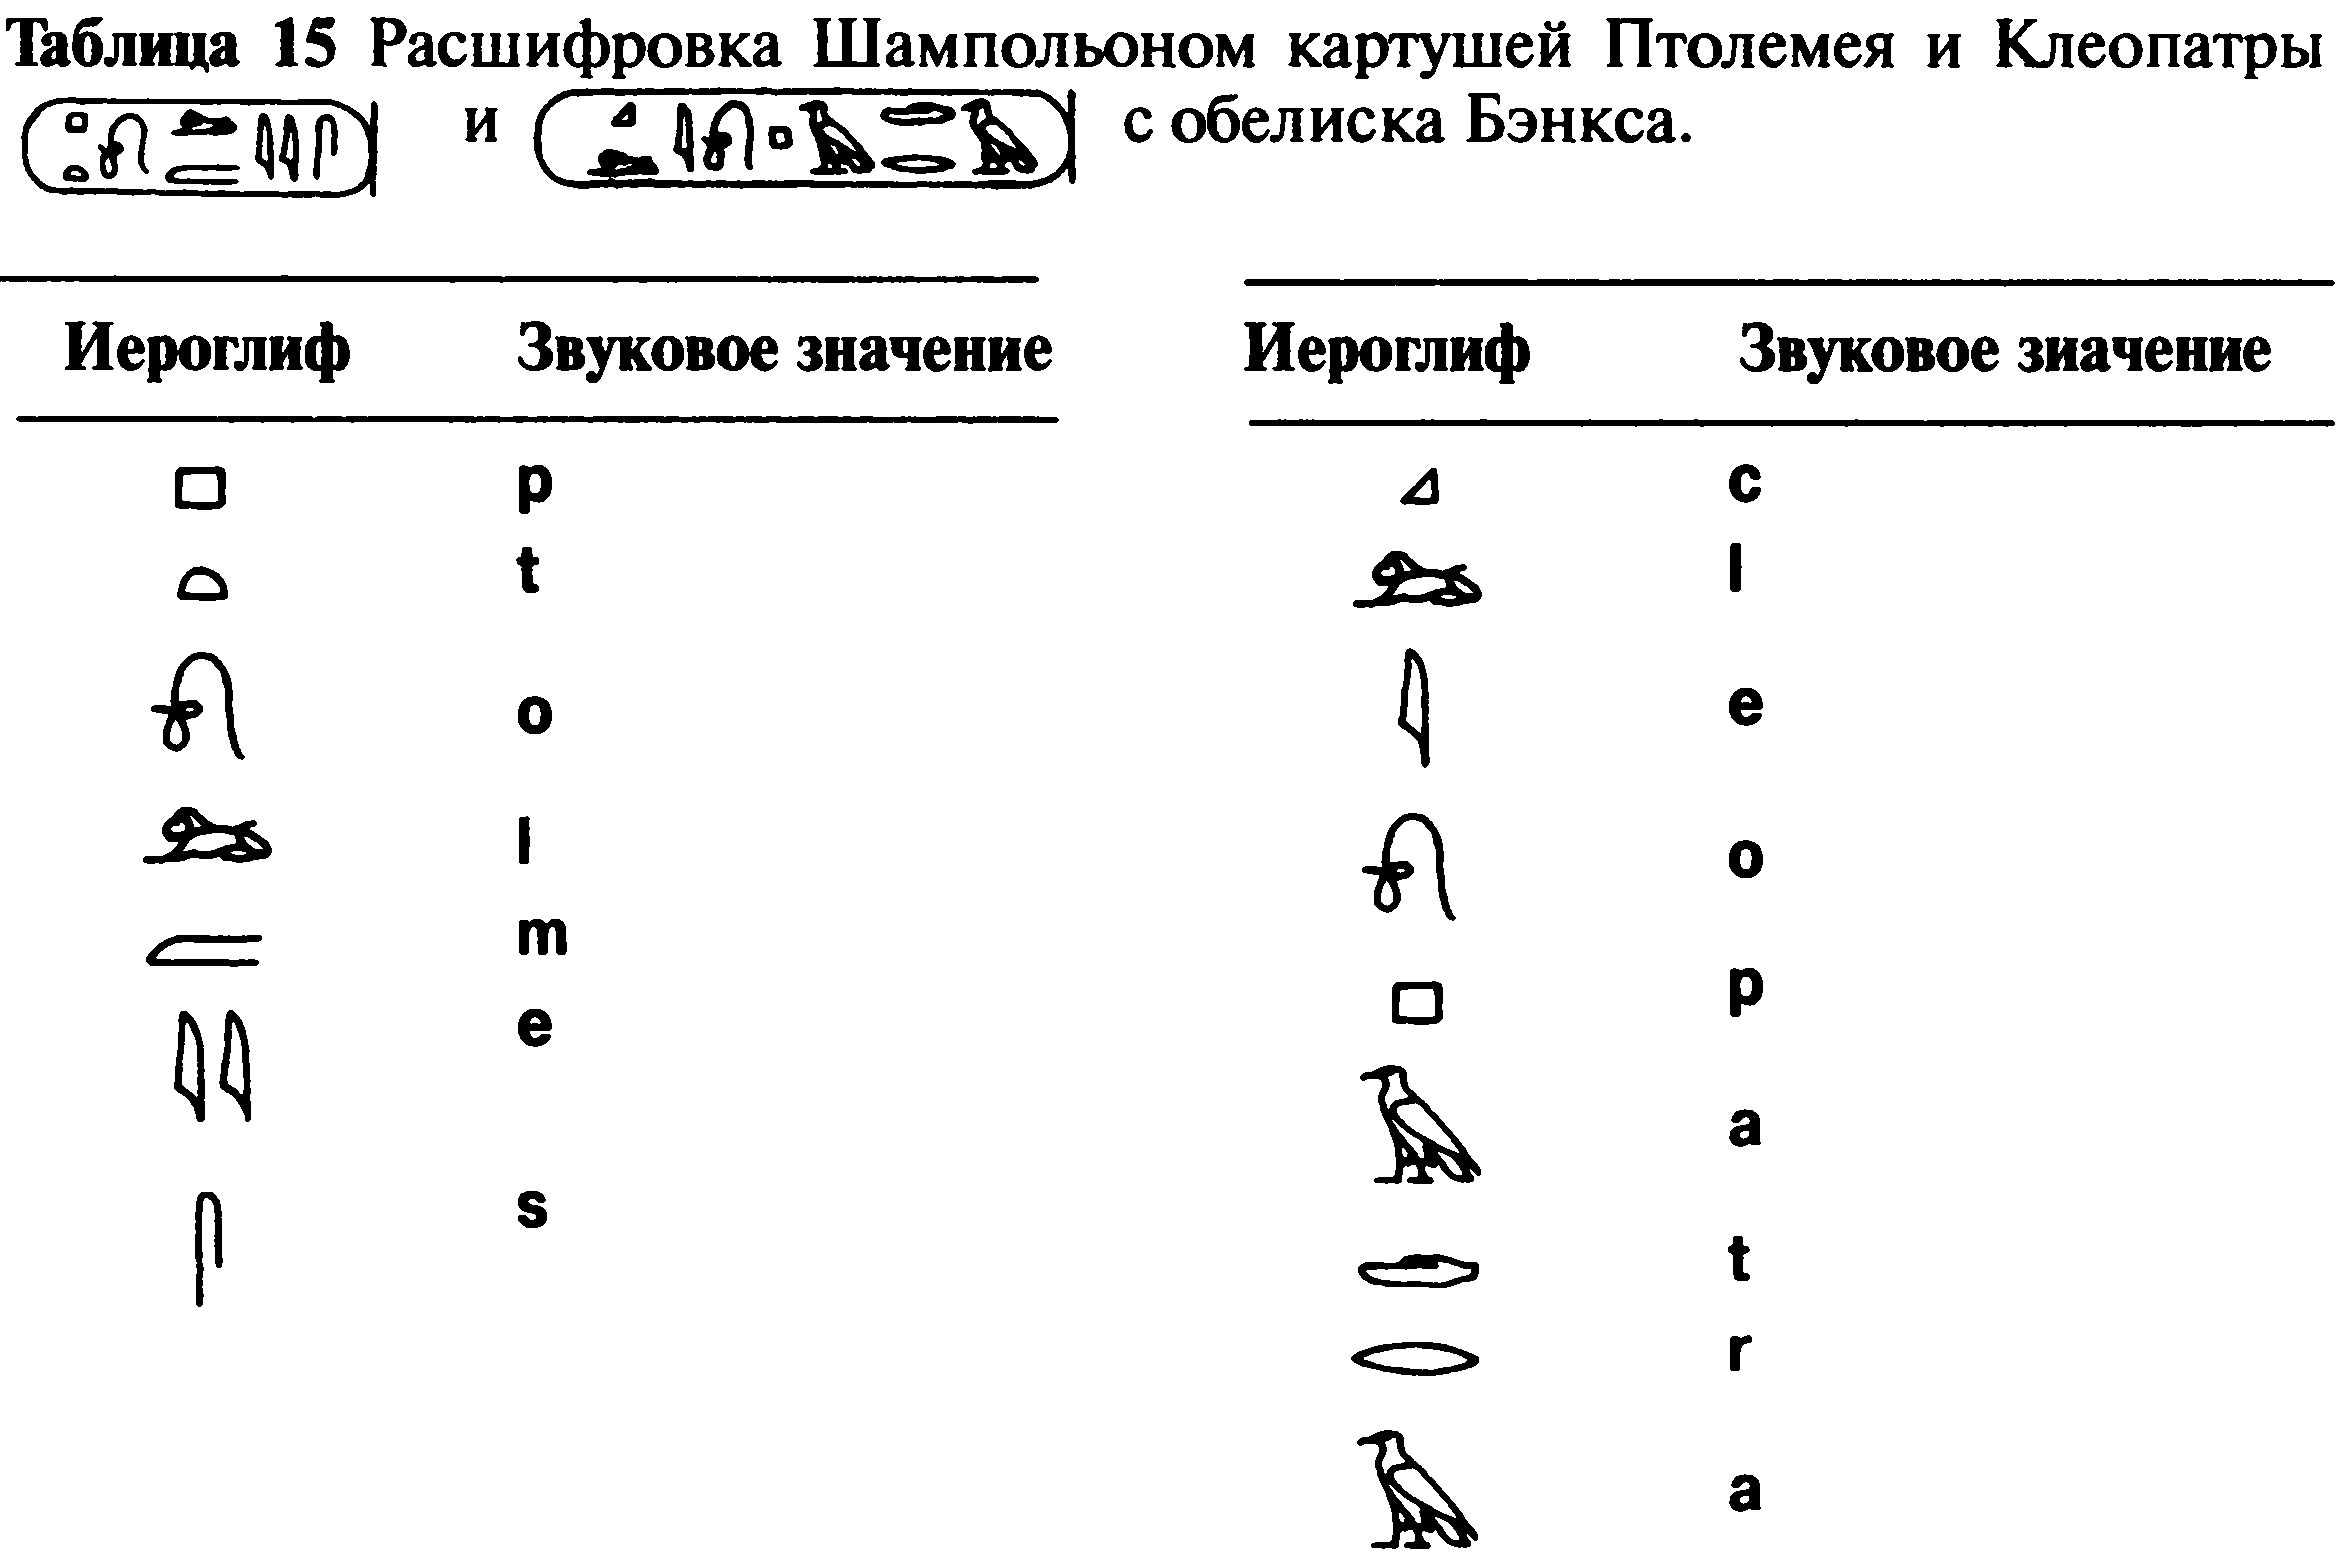 Таблица 15 Расшифровка Шампольоном картушей Птолемея и Клеопатры
и с обелиска Бэнкса.
Иероглиф Звуковое значение
p
t
o
l
m
e
s
Иероглиф Звуковое зиачение
c
l
e
o
p
a
t
r
a